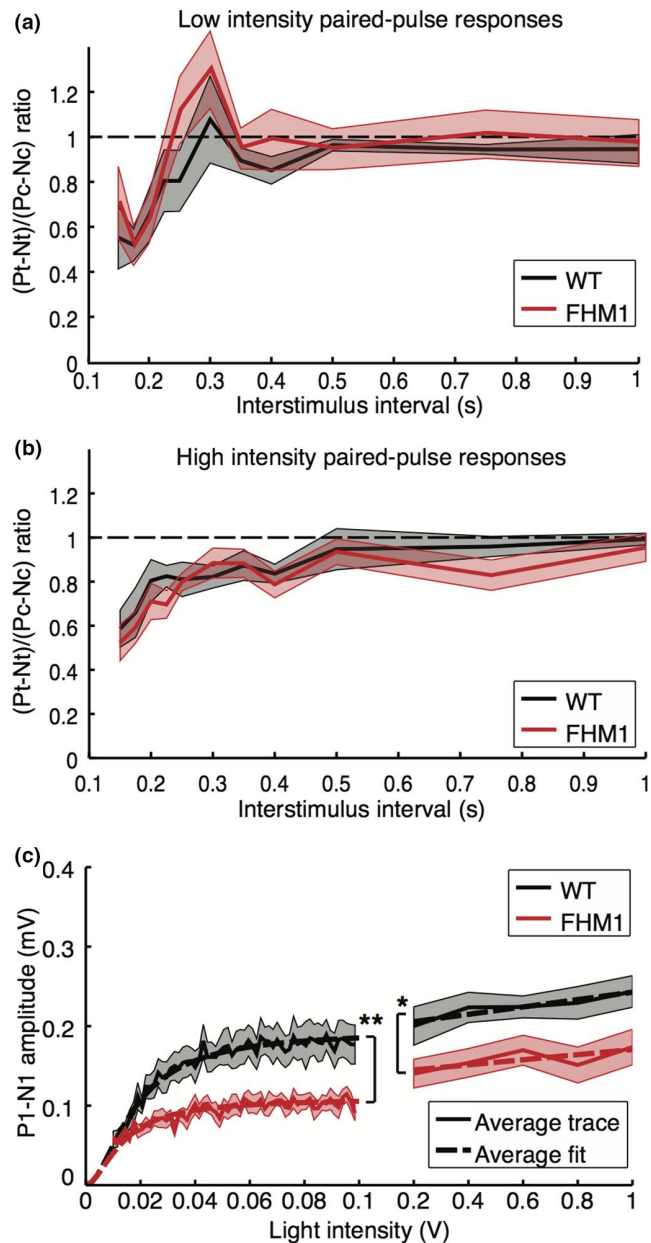 (a)
Low intensity paired-pulse responses
(Pt-Nt)/(Pc-Nc) ratio
1.2
1
0.8
0.6
0.4
0.2
0
WT
FHM1
0.1 0.2 0.3 0.4 0.5 0.6 0.7 0.8 0.9 1
Interstimulus interval (s)
(b)
High intensity paired-pulse responses
(Pt-Nt)/(Pc-Nc) ratio
1.2
1
0.8
0.6
0.4
0.2
0
WT
FHM1
0.1 0.2 0.3 0.4 0.5 0.6 0.7 0.8 0.9 1
Interstimulus interval (s)
(c)
P1-N1 amplitude (mV)
0.4
0.3
0.2
0.1
0
WT
FHM1
**
*
Average trace
Average fit
0 0.02 0.04 0.06 0.08 0.1 0.2 0.4 0.6 0.8 1
Light intensity (V)